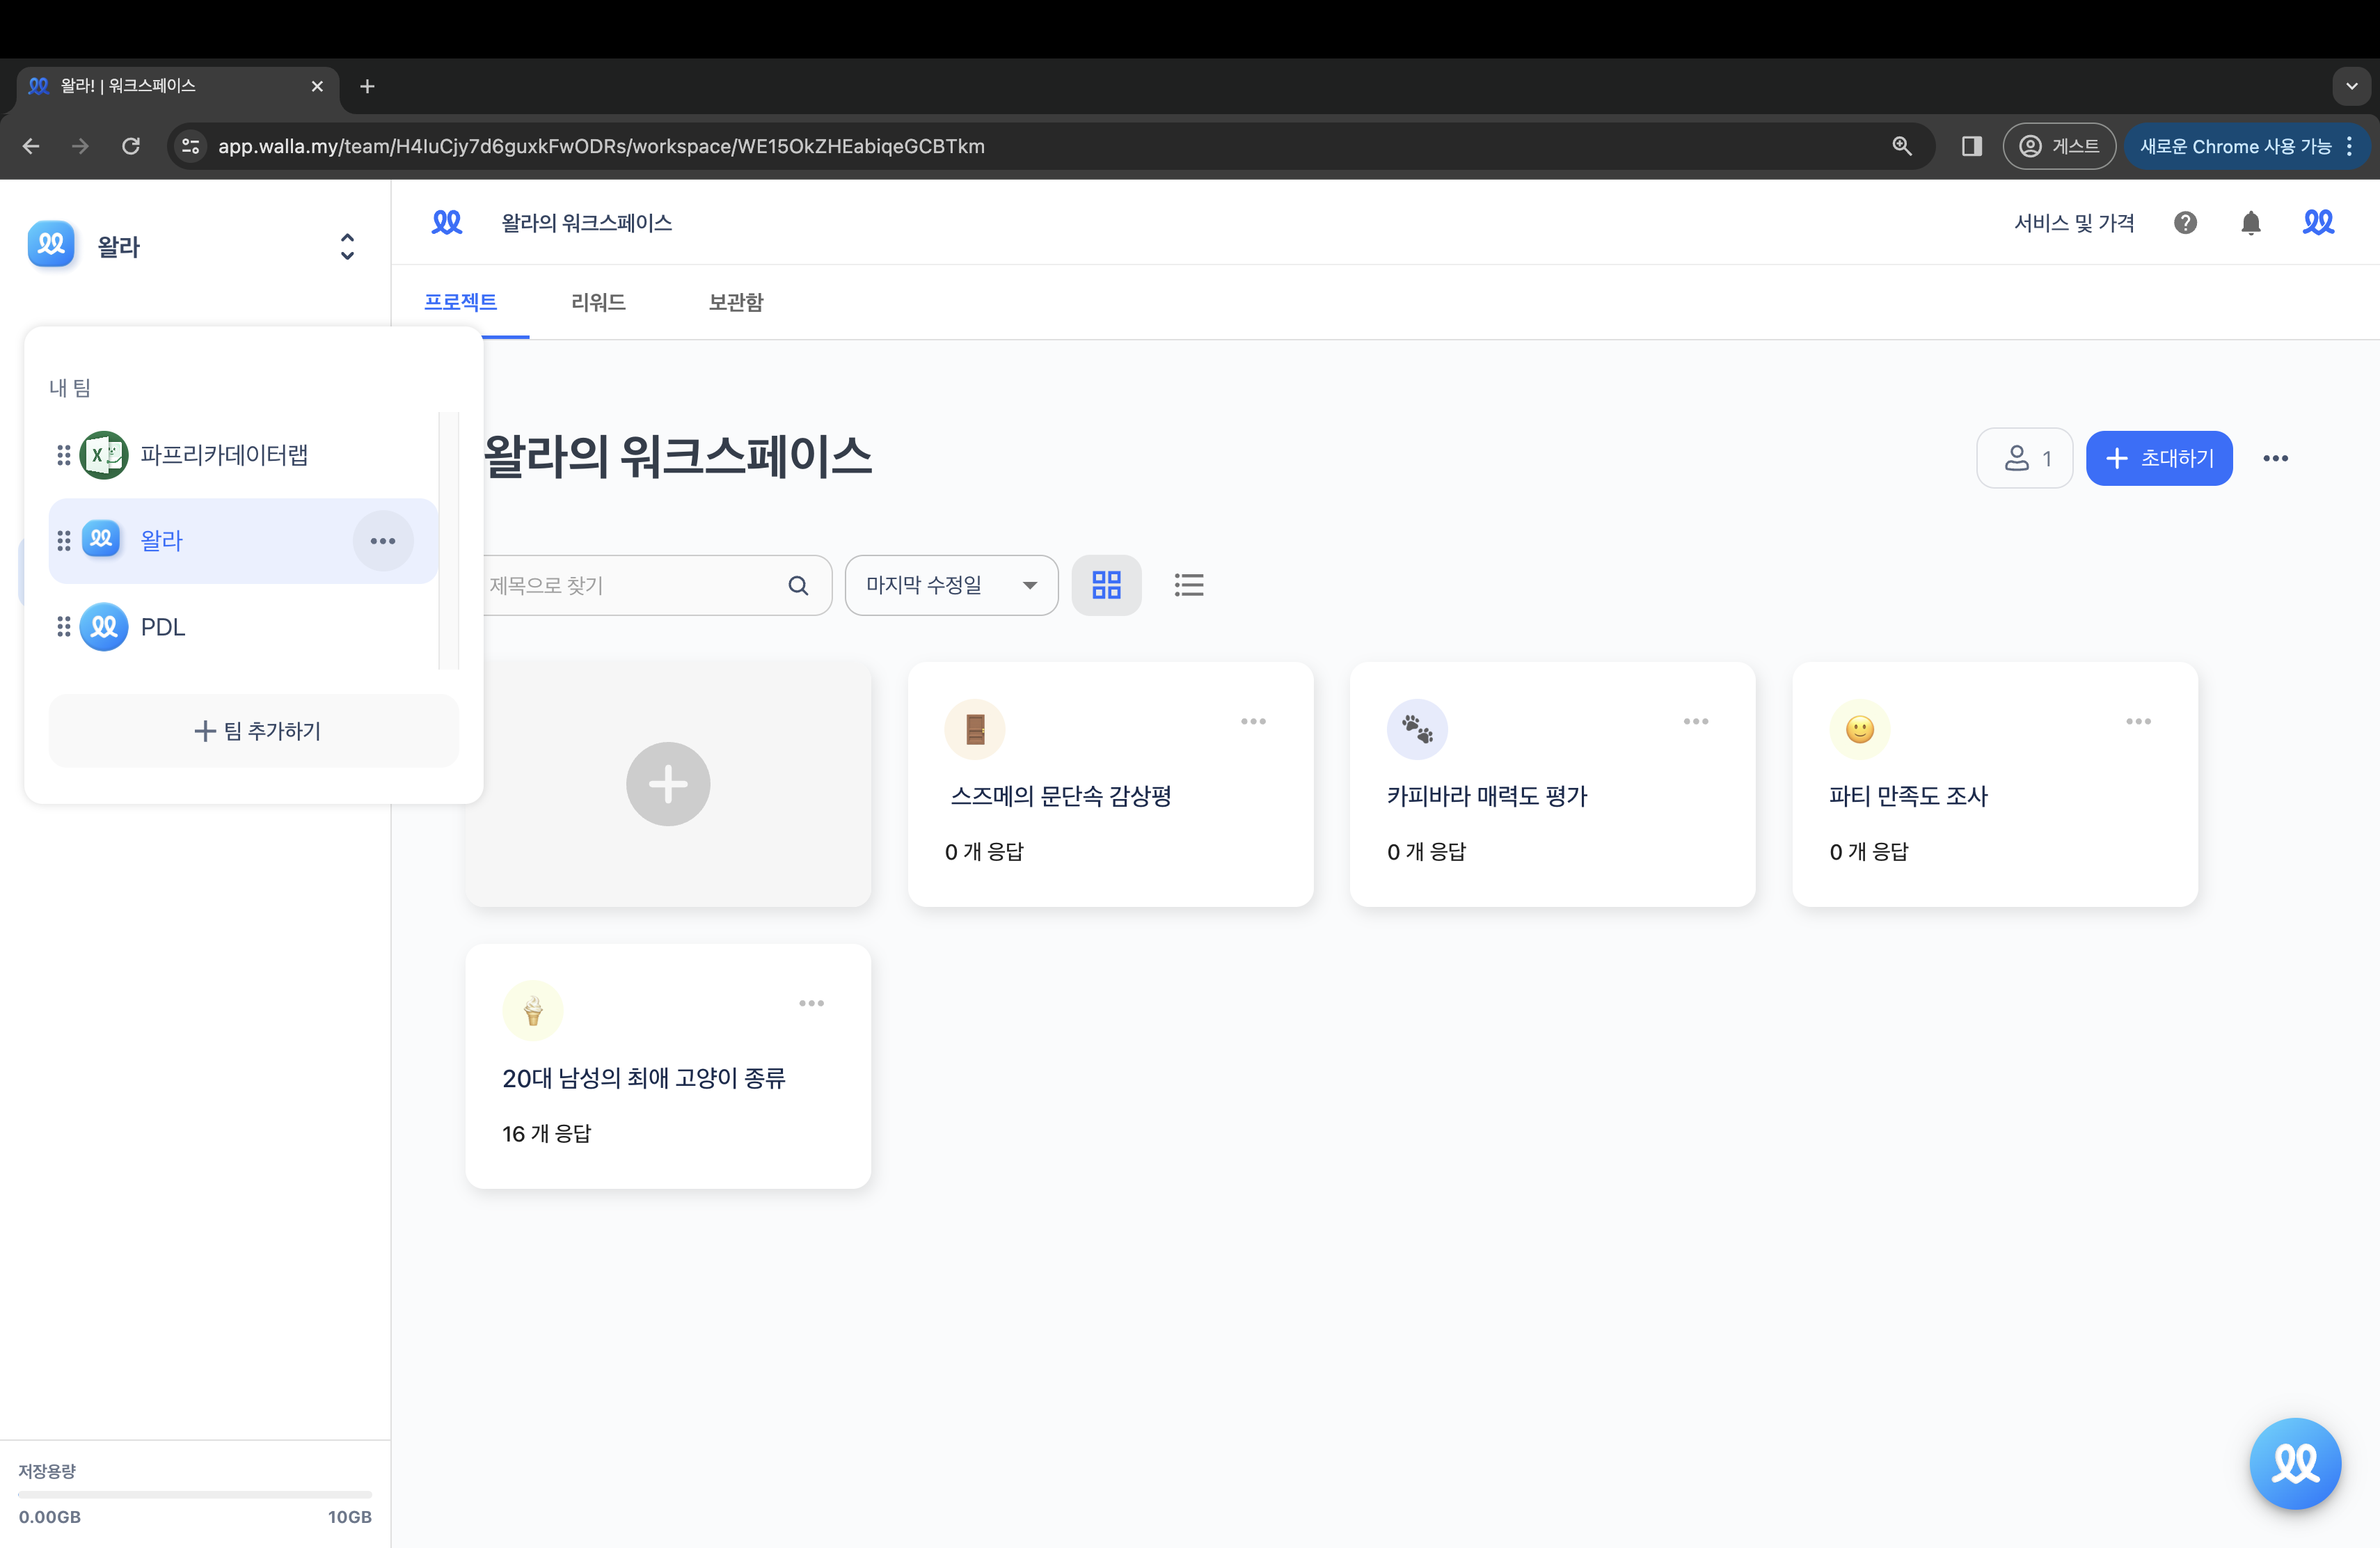 왈라! | 워크스페이스
app.walla.my/team/H4IuCjy7d6guxkFwODRs/workspace/WE15OkZHEabiqeGCBTkm
게스트
새로운 Chrome 사용 가능
왈라
왈라의 워크스페이스
서비스 및 가격
프로젝트
리워드
보관함
내 팀
파프리카데이터랩
왈라
PDL
팀 추가하기
왈라의 워크스페이스
1
초대하기
제목으로 찾기
마지막 수정일
스즈메의 문단속 감상평
0 개 응답
카피바라 매력도 평가
0 개 응답
파티 만족도 조사
0 개 응답
20대 남성의 최애 고양이 종류
16 개 응답
저장용량
0.00GB
10GB